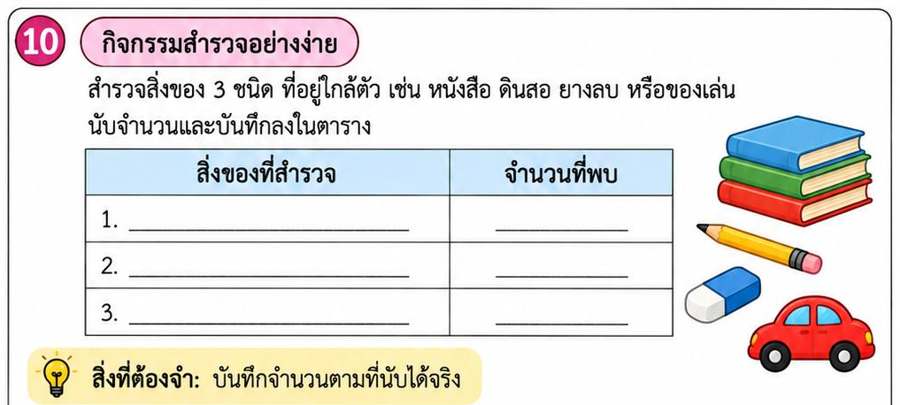 10 กิจกรรมสำรวจอย่างง่าย
สำรวจสิ่งของ 3 ชนิด ที่อยู่ใกล้ตัว เช่น หนังสือ ดินสอ ยางลบ หรือของเล่น
นับจำนวนและบันทึกลงในตาราง
สิ่งของที่สำรวจ จำนวนที่พบ
1.
2.
3.
สิ่งที่ต้องจำ: บันทึกจำนวนตามที่นับได้จริง